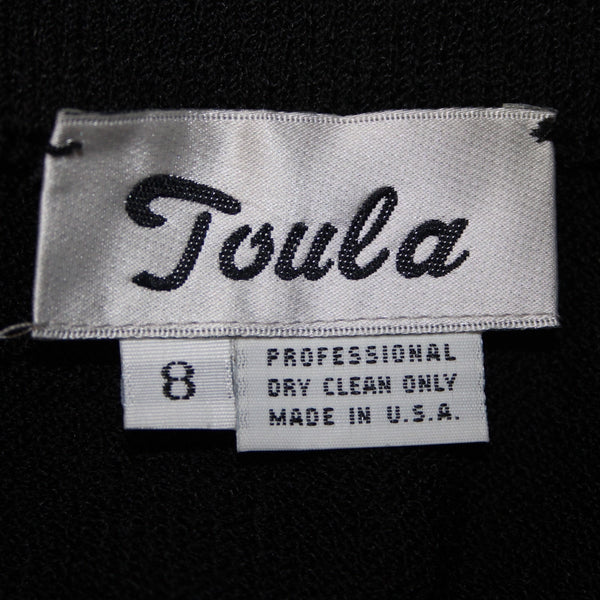 Toula
8
PROFESSIONAL
DRY CLEAN ONLY
MADE IN U.S.A.